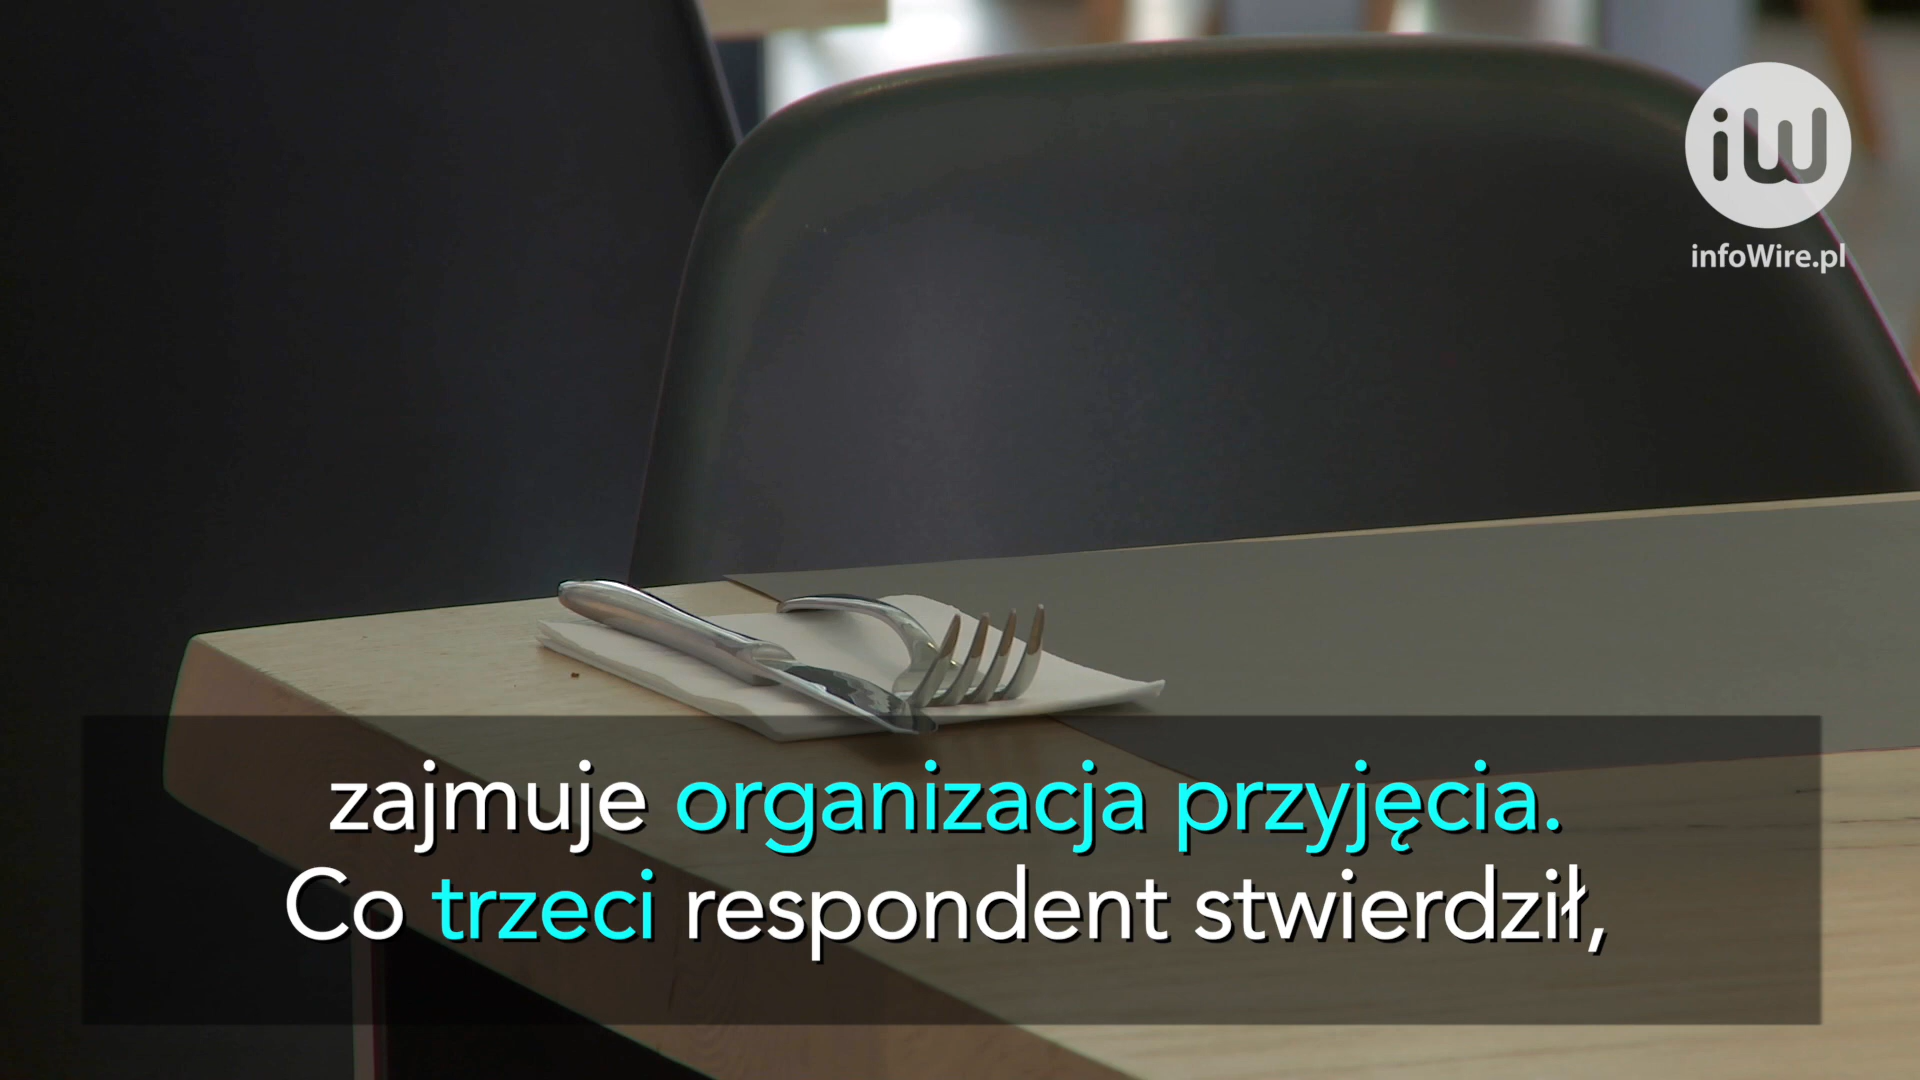 iW
infoWire.pl
zajmuje organizacja przyjęcia.
Co trzeci respondent stwierdził,